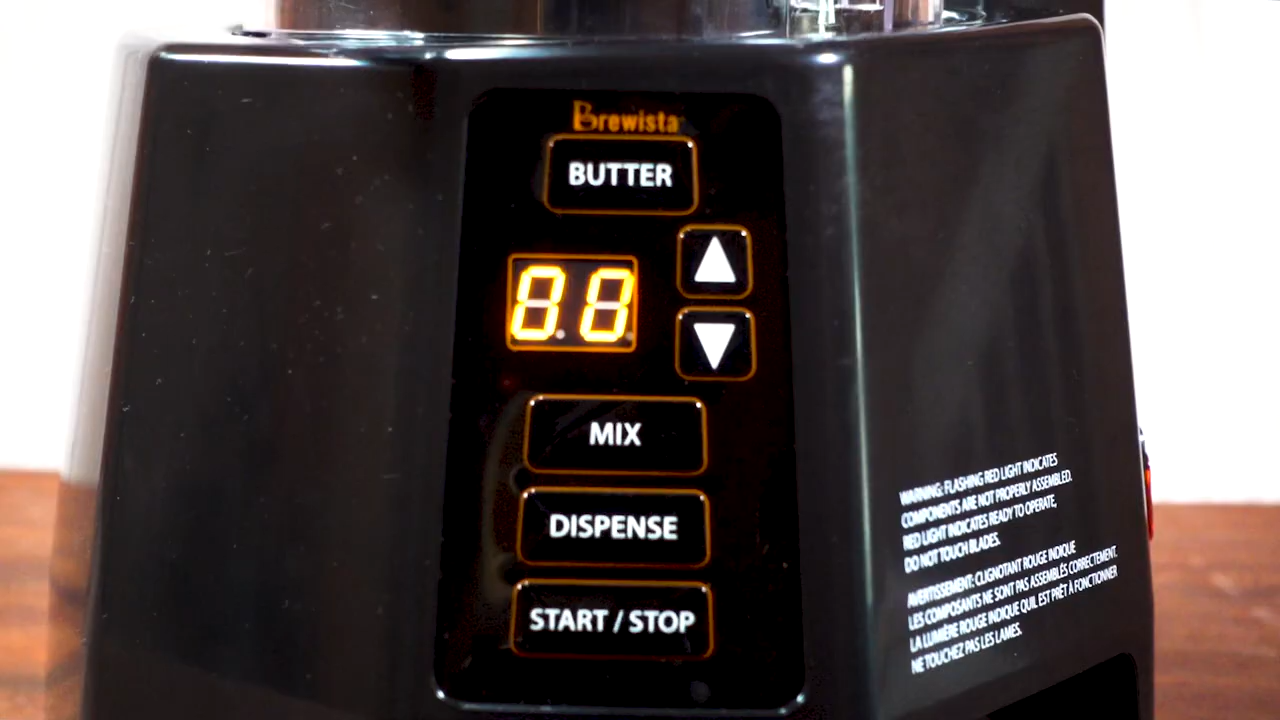 Brewista
BUTTER
00
MIX
DISPENSE
START / STOP
WARNING: FLASHING RED LIGHT INDICATES
COMPONENTS ARE NOT PROPERLY ASSEMBLED.
RED LIGHT INDICATES READY TO OPERATE,
DO NOT TOUCH BLADES.
AVERTISSEMENT: CLIGNOTANT ROUGE INDIQUE
LES COMPOSANTS NE SONT PAS ASSEMBLÉS CORRECTEMENT.
LA LUMIÈRE ROUGE INDIQUE QUIL EST PRÊT À FONCTIONNER
NE TOUCHEZ PAS LES LAMES.